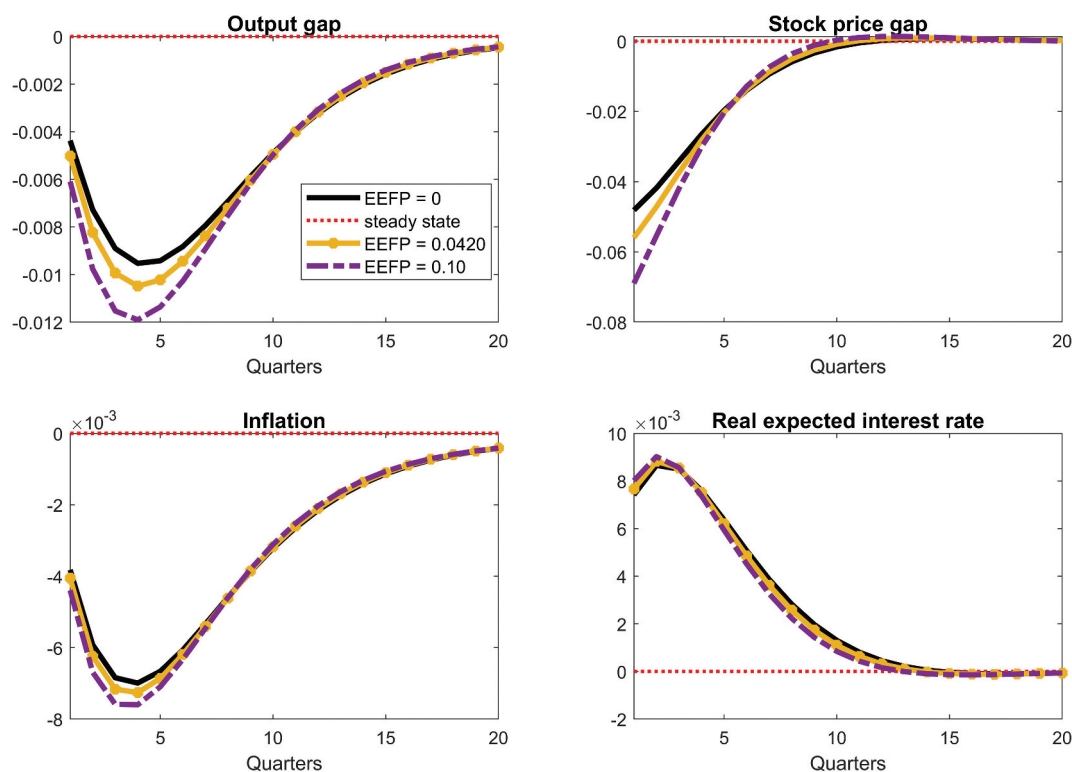 Output gap
0
-0.002
-0.004
-0.006
-0.008
-0.01
-0.012
EEFP = 0
steady state
EEFP = 0.0420
EEFP = 0.10
5 10 15 20
Quarters
Stock price gap
0
-0.02
-0.04
-0.06
-0.08
5 10 15 20
Quarters
×10-3
Inflation
0
-2
-4
-6
-8
5 10 15 20
Quarters
×10-3
Real expected interest rate
10
8
6
4
2
0
-2
5 10 15 20
Quarters